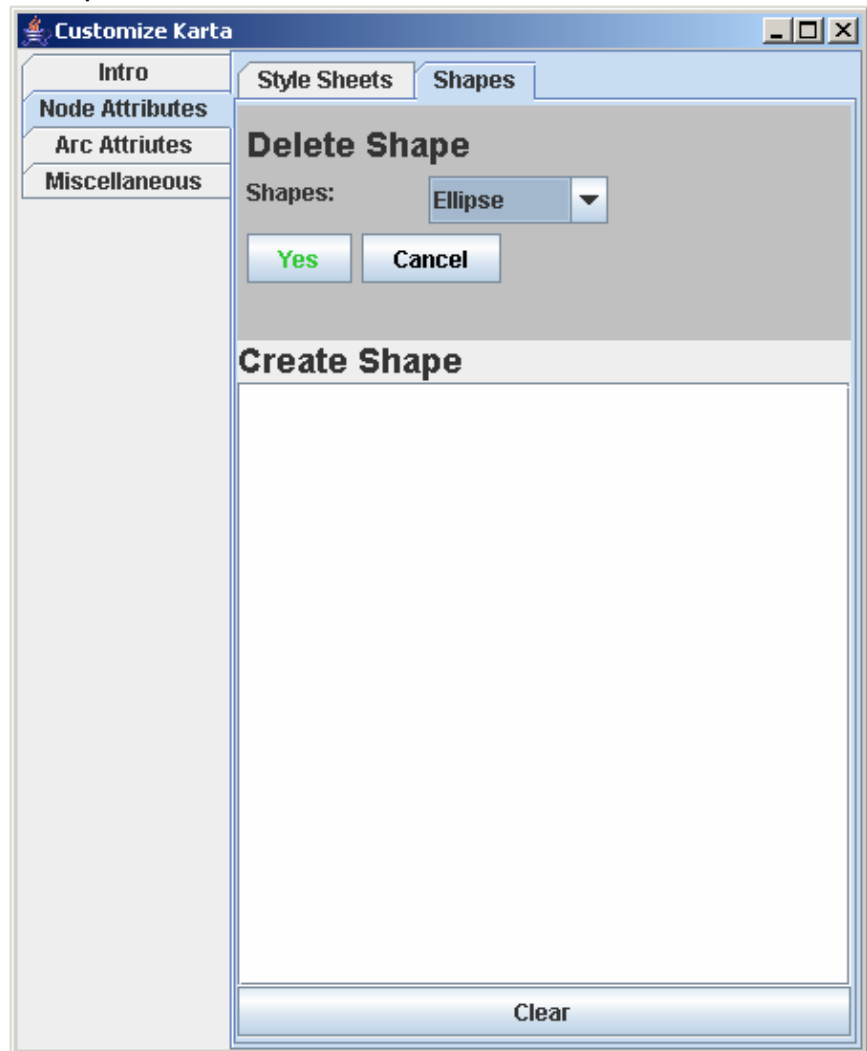 Customize Karta
Intro
Node Attributes
Arc Attriutes
Miscellaneous
Style Sheets Shapes
Delete Shape
Shapes: Ellipse
Yes Cancel
Create Shape
Clear